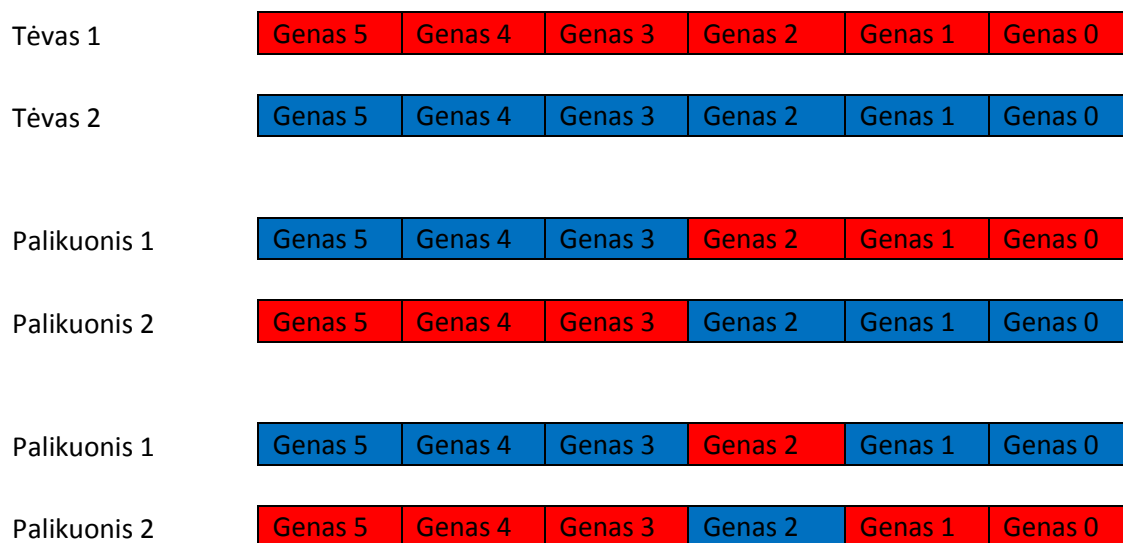 Tėvas 1 Genas 5 Genas 4 Genas 3 Genas 2 Genas 1 Genas 0
Tėvas 2 Genas 5 Genas 4 Genas 3 Genas 2 Genas 1 Genas 0
Palikuonis 1 Genas 5 Genas 4 Genas 3 Genas 2 Genas 1 Genas 0
Palikuonis 2 Genas 5 Genas 4 Genas 3 Genas 2 Genas 1 Genas 0
Palikuonis 1 Genas 5 Genas 4 Genas 3 Genas 2 Genas 1 Genas 0
Palikuonis 2 Genas 5 Genas 4 Genas 3 Genas 2 Genas 1 Genas 0